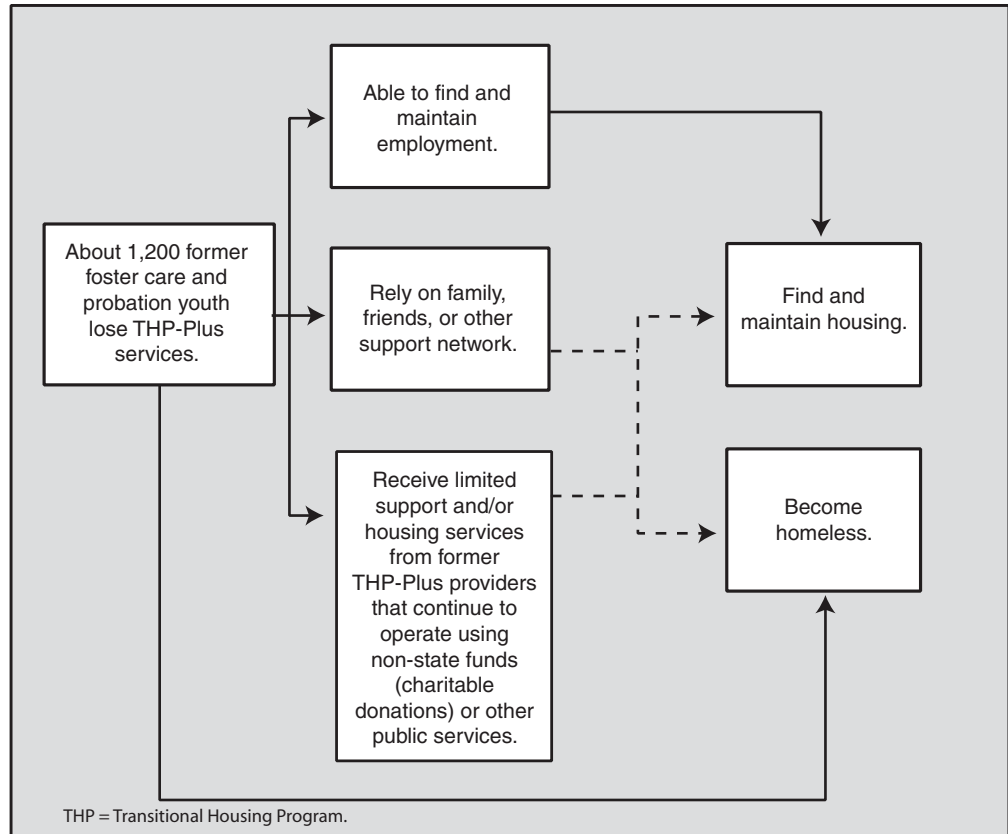 Able to find and
maintain
employment.
About 1,200 former
foster care and
probation youth
lose THP-Plus
services.
Rely on family,
friends, or other
support network.
Find and
maintain housing.
Receive limited
support and/or
housing services
from former
THP-Plus providers
that continue to
operate using
non-state funds
(charitable
donations) or other
public services.
Become
homeless.
THP = Transitional Housing Program.